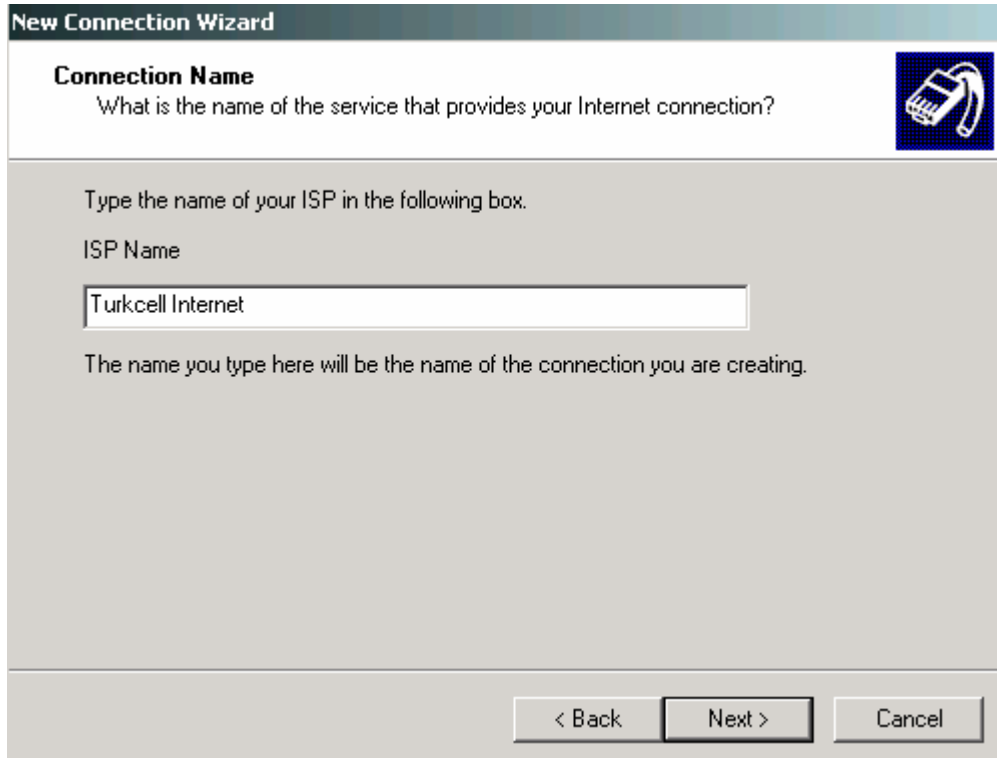 New Connection Wizard
Connection Name
What is the name of the service that provides your Internet connection?
Type the name of your ISP in the following box.
ISP Name
Turkcell Internet
The name you type here will be the name of the connection you are creating.
< Back Next > Cancel